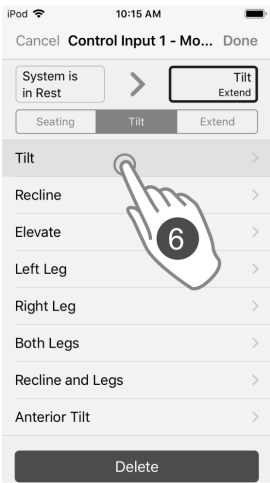 iPod 10:15 AM
Cancel Control Input 1 - Mo... Done
System is
in Rest
Tilt
Extend
Seating Tilt Extend
Tilt
Recline
Elevate
6
Left Leg
Right Leg
Both Legs
Recline and Legs
Anterior Tilt
Delete